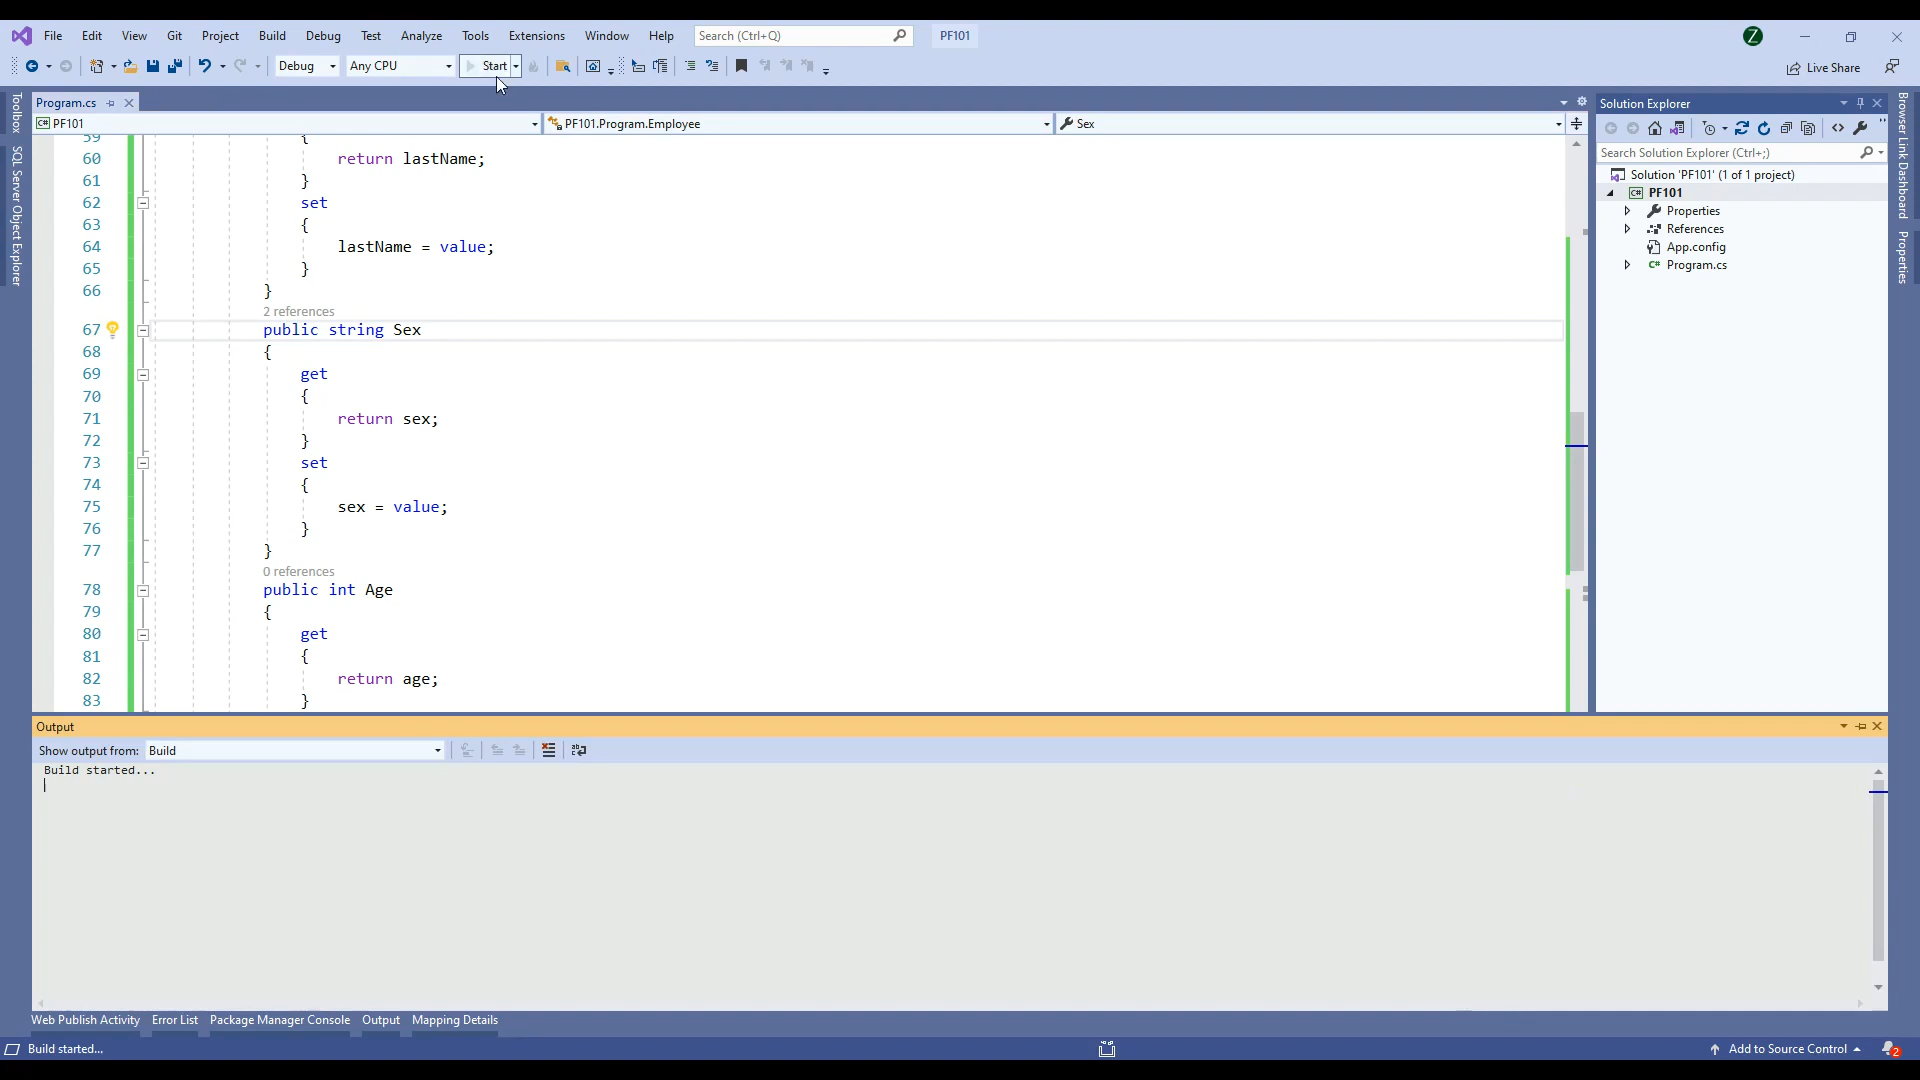 File Edit View Git Project Build Debug Test Analyze Tools Extensions Window Help Search (Ctrl+Q) PF101 Z
Debug Any CPU Start Live Share
Program.cs
PF101 PF101.Program.Employee Sex
59 {
60 return lastName;
61 }
62 set
63 {
64 lastName = value;
65 }
66 }
2 references
67 public string Sex
68 {
69 get
70 {
71 return sex;
72 }
73 set
74 {
75 sex = value;
76 }
77 }
0 references
78 public int Age
79 {
80 get
81 {
82 return age;
83 }
Toolbox
SQL Server Object Explorer
Solution Explorer
Search Solution Explorer (Ctrl+;)
Solution 'PF101' (1 of 1 project)
C# PF101
Properties
References
App.config
C# Program.cs
Browser Link Dashboard
Properties
Output
Show output from: Build
Build started...
Web Publish Activity Error List Package Manager Console Output Mapping Details
Build started... Add to Source Control 2